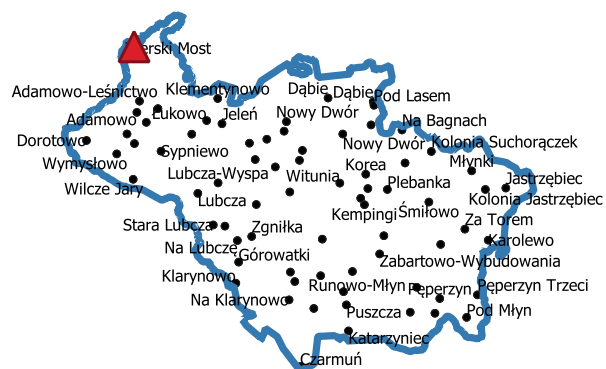 erski Most
Adamowo-Leśnictwo
Klementynowo
Dąbie
Dąbie
Pod Lasem
Adamowo
Łukowo
Jeleń
Nowy Dwór
Na Bagnach
Dorotowo
Sypniewo
Nowy Dwór
Kolonia Suchorączek
Wymysłowo
Lubcza-Wyspa
Witunia
Korea
Młynki
Wilcze Jary
Plebanka
Jastrzębiec
Lubcza
Kempingi
Śmiłowo
Kolonia Jastrzębiec
Stara Lubcza
Zgniłka
Za Torem
Na Lubczę
Górowatki
Karolewo
Zabartowo-Wybudowania
Klarynowo
Runowo-Młyn
Pęperzyn
Pęperzyn Trzeci
Na Klarynowo
Puszcza
Pod Młyn
Katarzyniec
Czarmuń